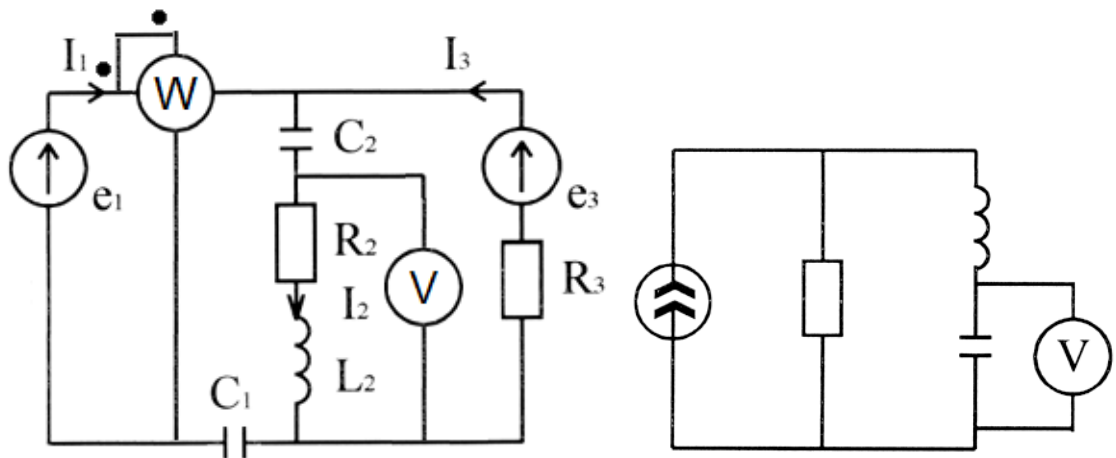 I₁
W
I₃
C₂
e₁
e₃
R₂
V
R₃
I₂
L₂
C₁
V